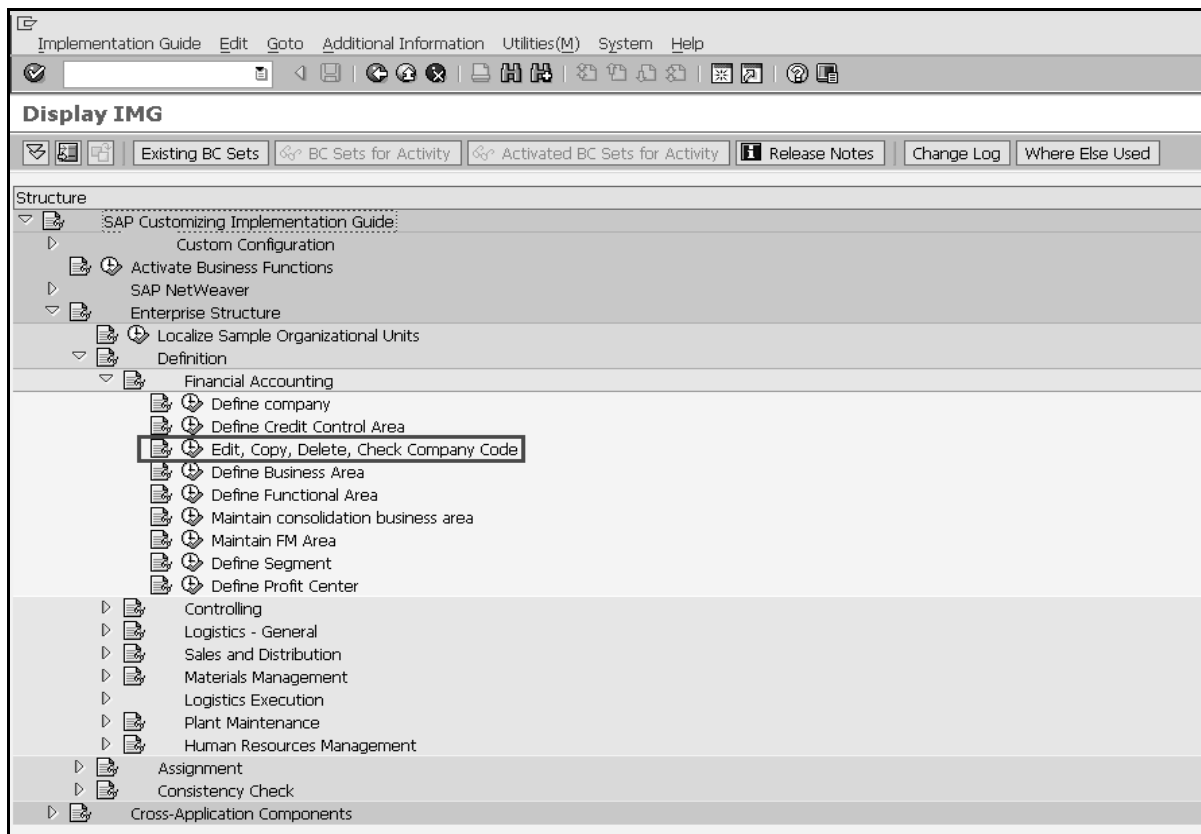 Implementation Guide Edit Goto Additional Information Utilities(M) System Help
Display IMG
Existing BC Sets BC Sets for Activity Activated BC Sets for Activity Release Notes Change Log Where Else Used
Structure
SAP Customizing Implementation Guide
Custom Configuration
Activate Business Functions
SAP NetWeaver
Enterprise Structure
Localize Sample Organizational Units
Definition
Financial Accounting
Define company
Define Credit Control Area
Edit, Copy, Delete, Check Company Code
Define Business Area
Define Functional Area
Maintain consolidation business area
Maintain FM Area
Define Segment
Define Profit Center
Controlling
Logistics - General
Sales and Distribution
Materials Management
Logistics Execution
Plant Maintenance
Human Resources Management
Assignment
Consistency Check
Cross-Application Components